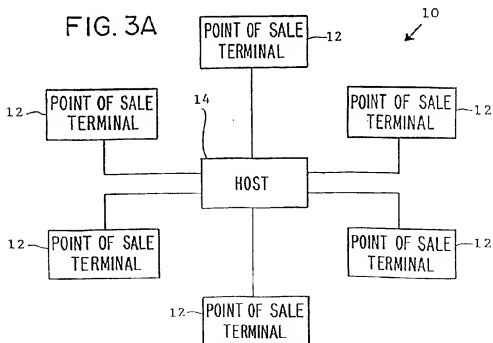 FIG. 3A
10
POINT OF SALE
TERMINAL
12
12
POINT OF SALE
TERMINAL
14
POINT OF SALE
TERMINAL
12
HOST
12
POINT OF SALE
TERMINAL
POINT OF SALE
TERMINAL
12
12
POINT OF SALE
TERMINAL